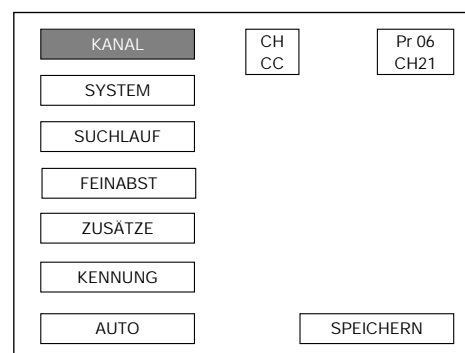 KANAL
CH
CC
Pr 06
CH21
SYSTEM
SUCHLAUF
FEINABST
ZUSÄTZE
KENNUNG
AUTO
SPEICHERN